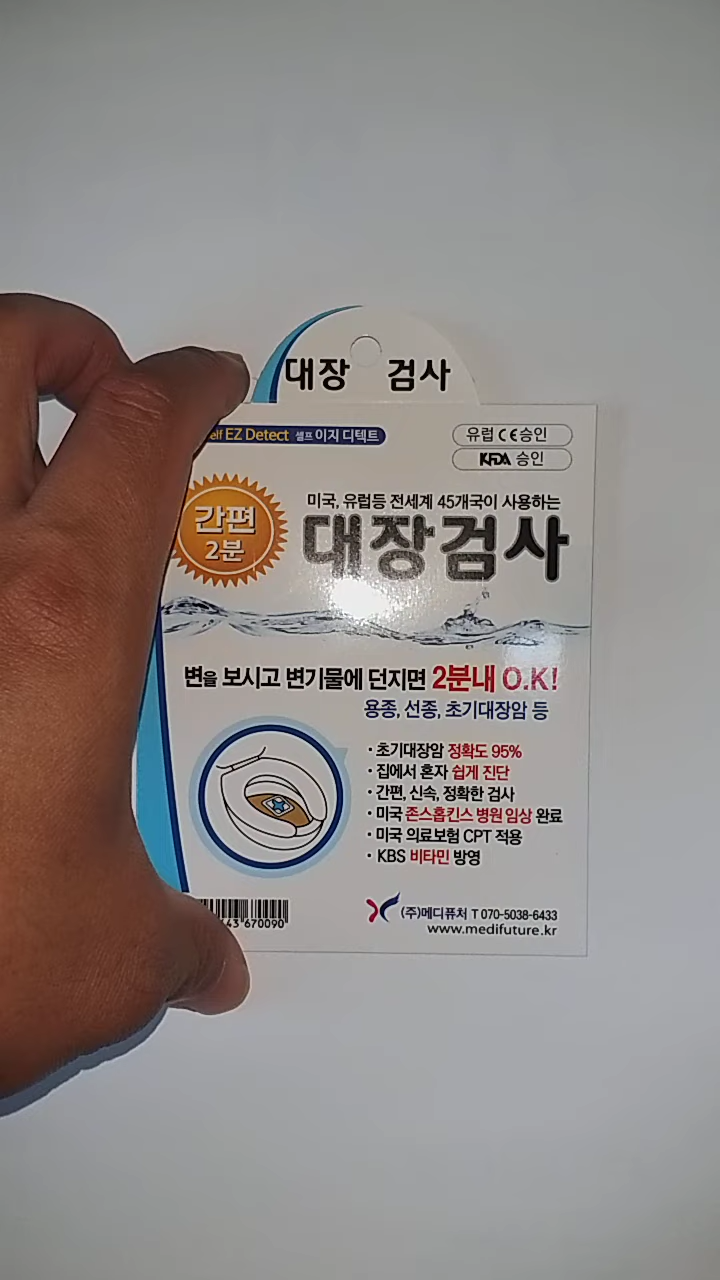 대장 검사
EZ Detect 셀프 이지 디텍트
유럽 CE승인
KFDA 승인
간편
2분
미국, 유럽등 전세계 45개국이 사용하는
대장검사
변을 보시고 변기물에 던지면 2분내 O.K!
용종, 선종, 초기대장암 등
· 초기대장암 정확도 95%
· 집에서 혼자 쉽게 진단
· 간편, 신속, 정확한 검사
· 미국 존스홉킨스 병원 임상 완료
· 미국 의료보험 CPT 적용
· KBS 비타민 방영
670090
(주)메디퓨처 T 070-5038-6433
www.medifuture.kr